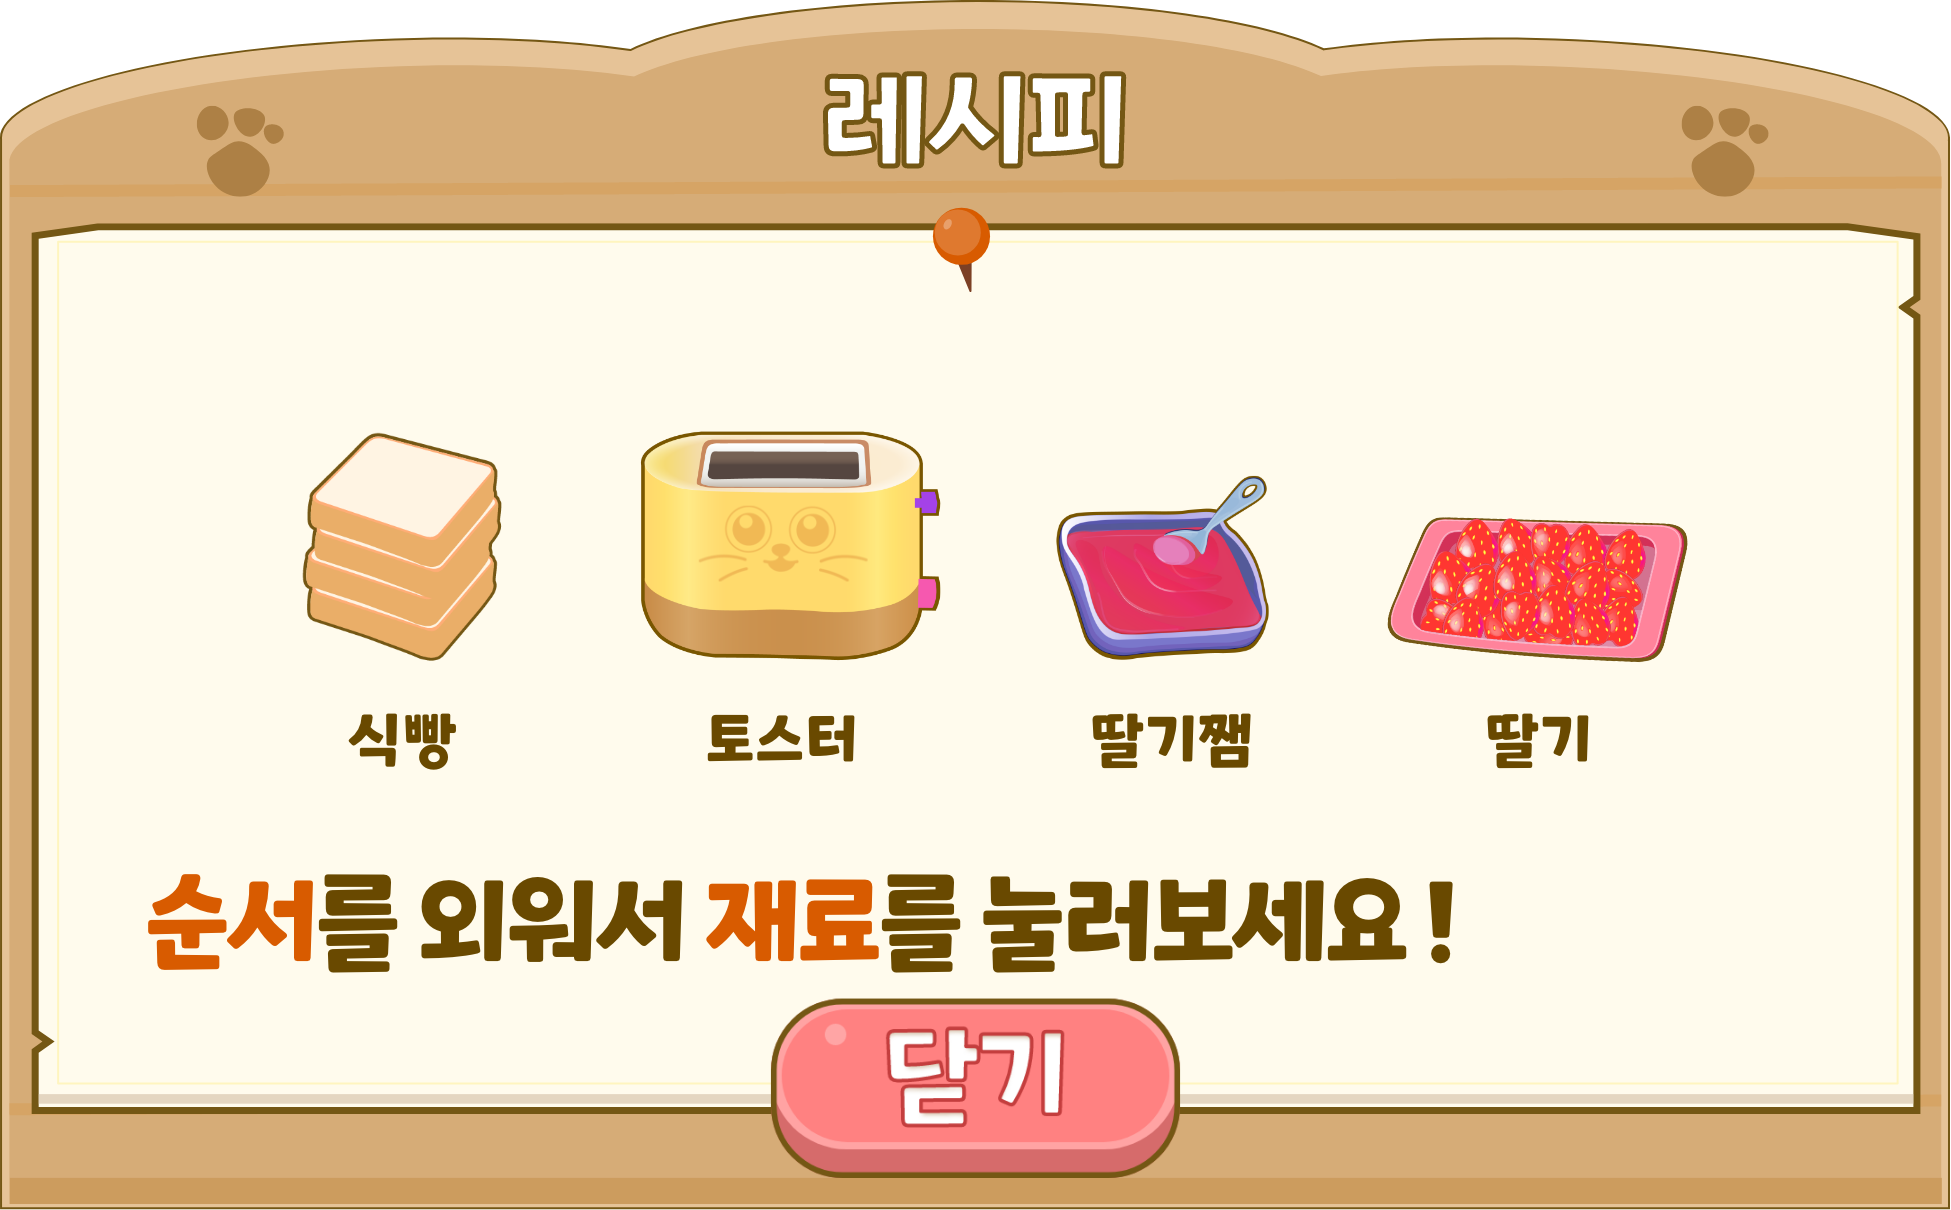 레시피
식빵
토스터
딸기쨈
딸기
순서를 외워서 재료를 눌러보세요!
닫기